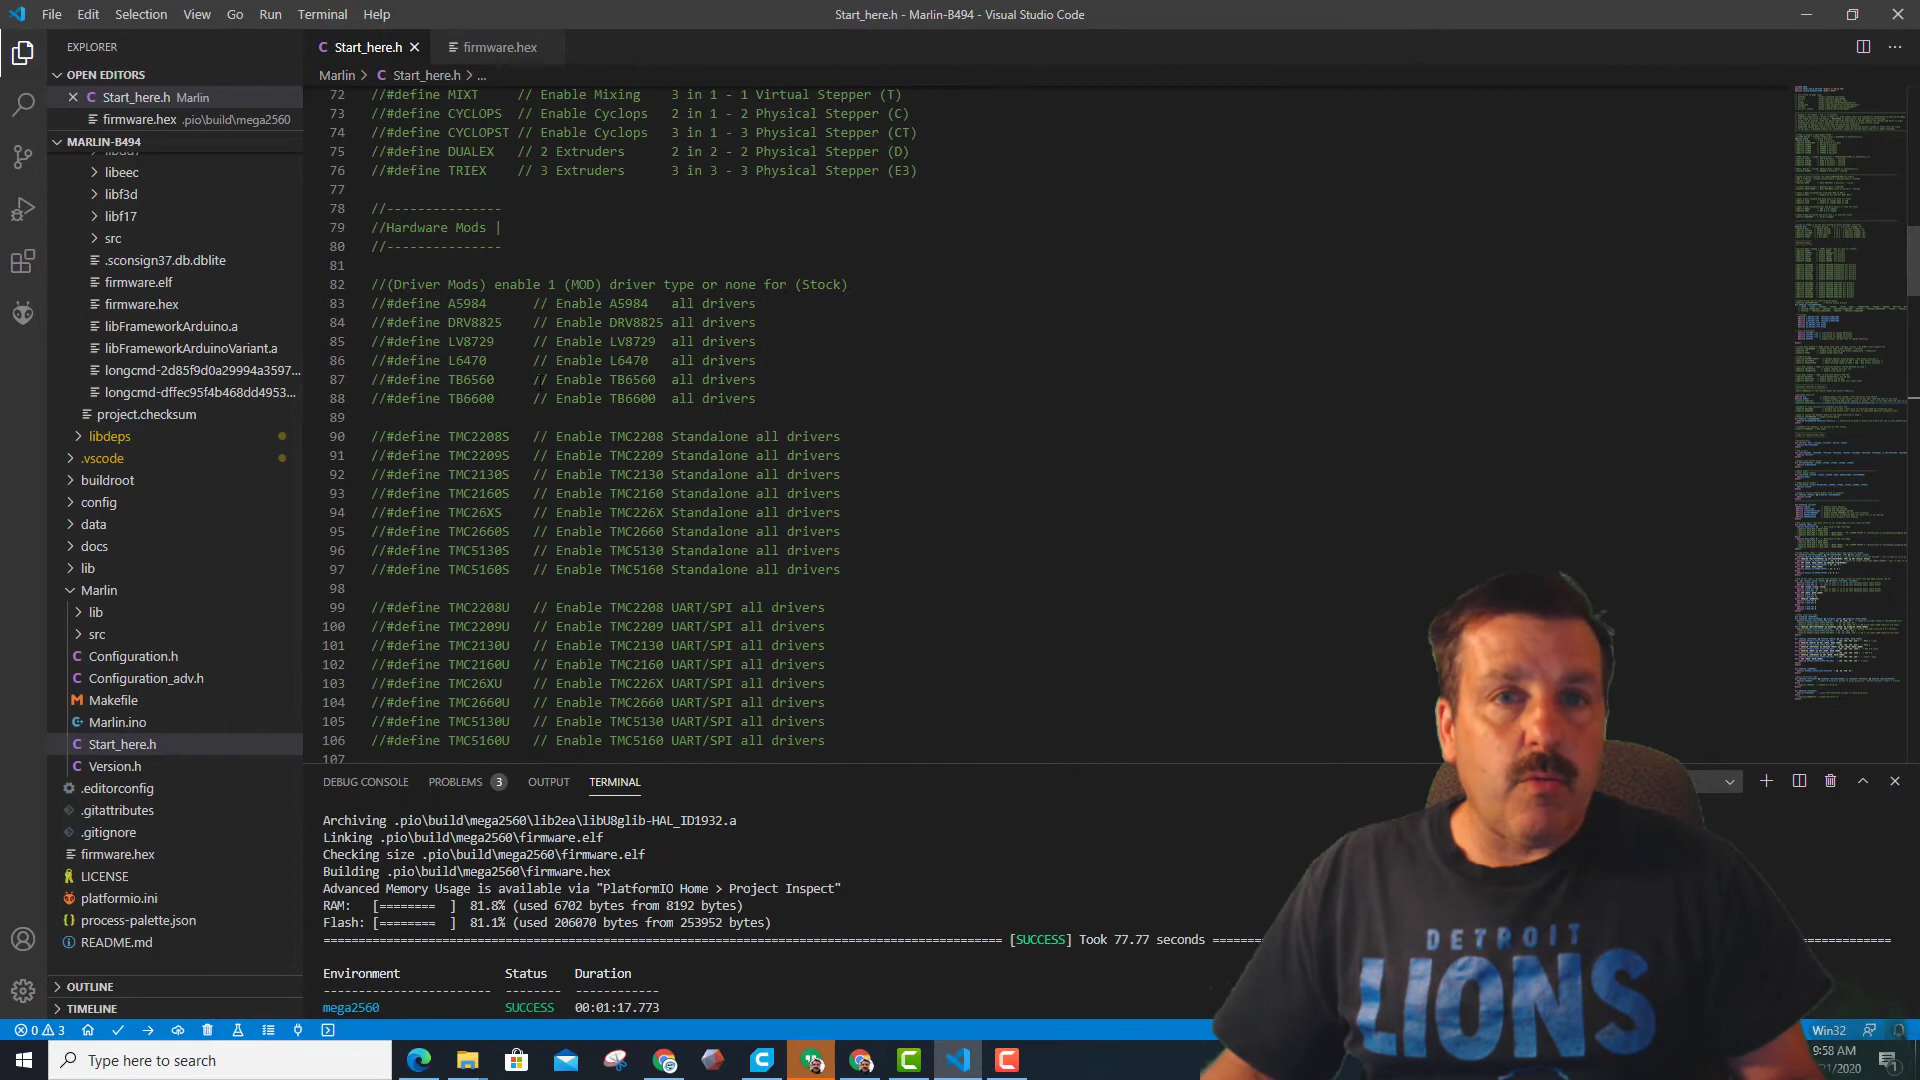 File Edit Selection View Go Run Terminal Help
Start_here.h - Marlin-B494 - Visual Studio Code
EXPLORER
OPEN EDITORS
Start_here.h Marlin
firmware.hex .pio\build\mega2560
MARLIN-B494
libeec
libf3d
libf17
src
.sconsign37.db.dblite
firmware.elf
firmware.hex
libFrameworkArduino.a
libFrameworkArduinoVariant.a
longcmd-2d85f9d0a29994a3597...
longcmd-dffec95f4b468dd4953...
project.checksum
libdeps
.vscode
buildroot
config
data
docs
lib
Marlin
lib
src
Configuration.h
Configuration_adv.h
Makefile
Marlin.ino
Start_here.h
Version.h
.editorconfig
.gitattributes
.gitignore
firmware.hex
LICENSE
platformio.ini
process-palette.json
README.md
OUTLINE
TIMELINE
Start_here.h
firmware.hex
Marlin > Start_here.h > ...
72 //#define MIXT // Enable Mixing 3 in 1 - 1 Virtual Stepper (T)
73 //#define CYCLOPS // Enable Cyclops 2 in 1 - 2 Physical Stepper (C)
74 //#define CYCLOPST // Enable Cyclops 3 in 1 - 3 Physical Stepper (CT)
75 //#define DUALEX // 2 Extruders 2 in 2 - 2 Physical Stepper (D)
76 //#define TRIEX // 3 Extruders 3 in 3 - 3 Physical Stepper (E3)
77
78 //---------------
79 //Hardware Mods |
80 //---------------
81
82 //(Driver Mods) enable 1 (MOD) driver type or none for (Stock)
83 //#define A5984 // Enable A5984 all drivers
84 //#define DRV8825 // Enable DRV8825 all drivers
85 //#define LV8729 // Enable LV8729 all drivers
86 //#define L6470 // Enable L6470 all drivers
87 //#define TB6560 // Enable TB6560 all drivers
88 //#define TB6600 // Enable TB6600 all drivers
89
90 //#define TMC2208S // Enable TMC2208 Standalone all drivers
91 //#define TMC2209S // Enable TMC2209 Standalone all drivers
92 //#define TMC2130S // Enable TMC2130 Standalone all drivers
93 //#define TMC2160S // Enable TMC2160 Standalone all drivers
94 //#define TMC26XS // Enable TMC226X Standalone all drivers
95 //#define TMC2660S // Enable TMC2660 Standalone all drivers
96 //#define TMC5130S // Enable TMC5130 Standalone all drivers
97 //#define TMC5160S // Enable TMC5160 Standalone all drivers
98
99 //#define TMC2208U // Enable TMC2208 UART/SPI all drivers
100 //#define TMC2209U // Enable TMC2209 UART/SPI all drivers
101 //#define TMC2130U // Enable TMC2130 UART/SPI all drivers
102 //#define TMC2160U // Enable TMC2160 UART/SPI all drivers
103 //#define TMC26XU // Enable TMC226X UART/SPI all drivers
104 //#define TMC2660U // Enable TMC2660 UART/SPI all drivers
105 //#define TMC5130U // Enable TMC5130 UART/SPI all drivers
106 //#define TMC5160U // Enable TMC5160 UART/SPI all drivers
107
DEBUG CONSOLE PROBLEMS 3 OUTPUT TERMINAL
Archiving .pio\build\mega2560\lib2ea\libU8glib-HAL_ID1932.a
Linking .pio\build\mega2560\firmware.elf
Checking size .pio\build\mega2560\firmware.elf
Building .pio\build\mega2560\firmware.hex
Advanced Memory Usage is available via "PlatformIO Home > Project Inspect"
RAM: [======== ] 81.8% (used 6702 bytes from 8192 bytes)
Flash: [======== ] 81.1% (used 206070 bytes from 253952 bytes)
[SUCCESS] Took 77.77 seconds
Environment Status Duration
mega2560 SUCCESS 00:01:17.773
DETROIT
LIONS
0 3
Win32
Type here to search
9:58 AM